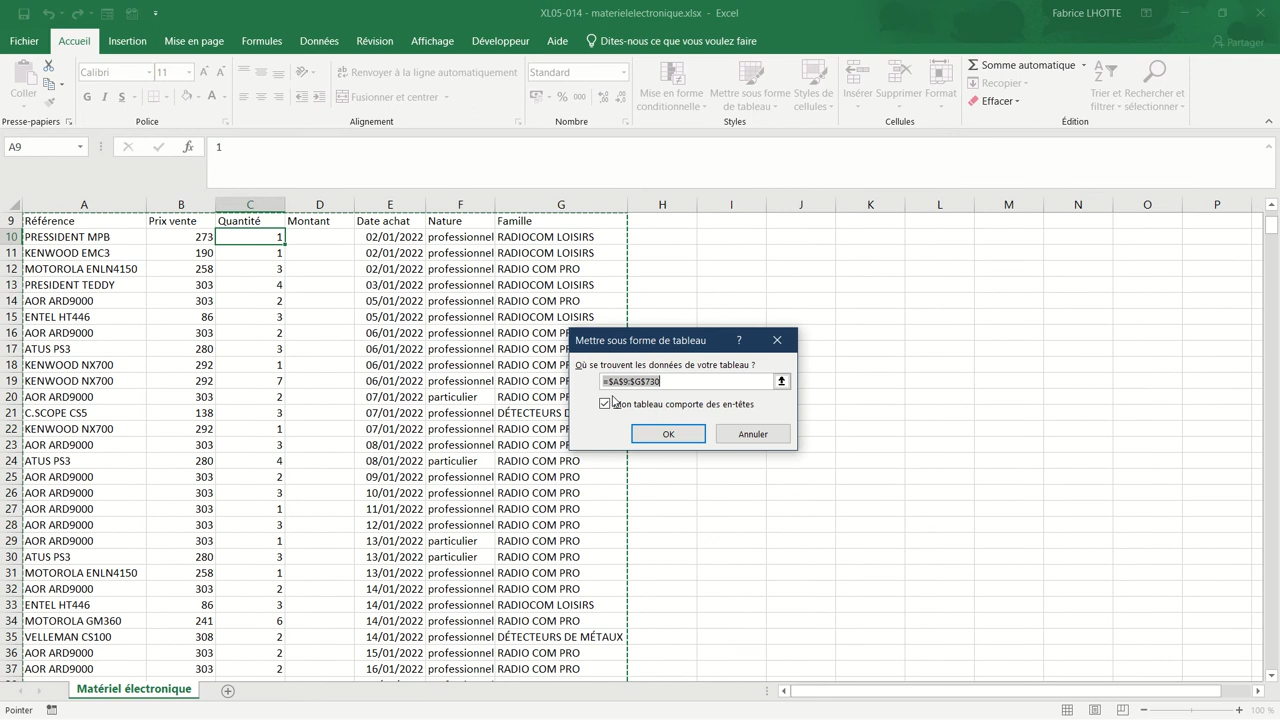 XL05-014 - materielelectronique.xlsx - Excel
Fabrice LHOTTE
Fichier Accueil Insertion Mise en page Formules Données Révision Affichage Développeur Aide Dites-nous ce que vous voulez faire Partager
Calibri 11 Renvoyer à la ligne automatiquement Standard Somme automatique
Coller G I S Fusionner et centrer % 000 Mise en forme conditionnelle Mettre sous forme de tableau Styles de cellules Insérer Supprimer Format Recopier Effacer Trier et filtrer Rechercher et sélectionner
Presse-papiers Police Alignement Nombre Styles Cellules Édition
A9 fx 1
A B C D E F G H I J K L M N O P
9 Référence Prix vente Quantité Montant Date achat Nature Famille
10 PRESSIDENT MPB 273 1 02/01/2022 professionnel RADIOCOM LOISIRS
11 KENWOOD EMC3 190 1 02/01/2022 professionnel RADIOCOM LOISIRS
12 MOTOROLA ENLN4150 258 3 02/01/2022 professionnel RADIO COM PRO
13 PRESIDENT TEDDY 303 4 03/01/2022 professionnel RADIOCOM LOISIRS
14 AOR ARD9000 303 2 05/01/2022 professionnel RADIO COM PRO
15 ENTEL HT446 86 3 05/01/2022 professionnel RADIOCOM LOISIRS
16 AOR ARD9000 303 2 06/01/2022 professionnel RADIO COM P
17 ATUS PS3 280 3 06/01/2022 professionnel RADIO COM P
18 KENWOOD NX700 292 1 06/01/2022 professionnel RADIO COM P
19 KENWOOD NX700 292 7 06/01/2022 professionnel RADIO COM P
20 AOR ARD9000 303 2 07/01/2022 particulier RADIO COM P
21 C.SCOPE CS5 138 3 07/01/2022 professionnel DÉTECTEURS D
22 KENWOOD NX700 292 1 07/01/2022 professionnel RADIO COM P
23 AOR ARD9000 303 3 08/01/2022 professionnel RADIO COM P
24 ATUS PS3 280 4 08/01/2022 particulier RADIO COM PRO
25 AOR ARD9000 303 2 09/01/2022 professionnel RADIO COM PRO
26 AOR ARD9000 303 3 10/01/2022 professionnel RADIO COM PRO
27 AOR ARD9000 303 1 11/01/2022 professionnel RADIO COM PRO
28 AOR ARD9000 303 3 12/01/2022 professionnel RADIO COM PRO
29 AOR ARD9000 303 1 13/01/2022 particulier RADIO COM PRO
30 ATUS PS3 280 3 13/01/2022 particulier RADIO COM PRO
31 MOTOROLA ENLN4150 258 1 13/01/2022 professionnel RADIO COM PRO
32 AOR ARD9000 303 2 14/01/2022 professionnel RADIO COM PRO
33 ENTEL HT446 86 3 14/01/2022 professionnel RADIOCOM LOISIRS
34 MOTOROLA GM360 241 6 14/01/2022 professionnel RADIO COM PRO
35 VELLEMAN CS100 308 2 14/01/2022 professionnel DÉTECTEURS DE MÉTAUX
36 AOR ARD9000 303 2 15/01/2022 professionnel RADIO COM PRO
37 AOR ARD9000 303 2 16/01/2022 professionnel RADIO COM PRO
Mettre sous forme de tableau ?
Où se trouvent les données de votre tableau ?
=$A$9:$G$730
tableau comporte des en-têtes
OK Annuler
Matériel électronique
Pointer 100 %